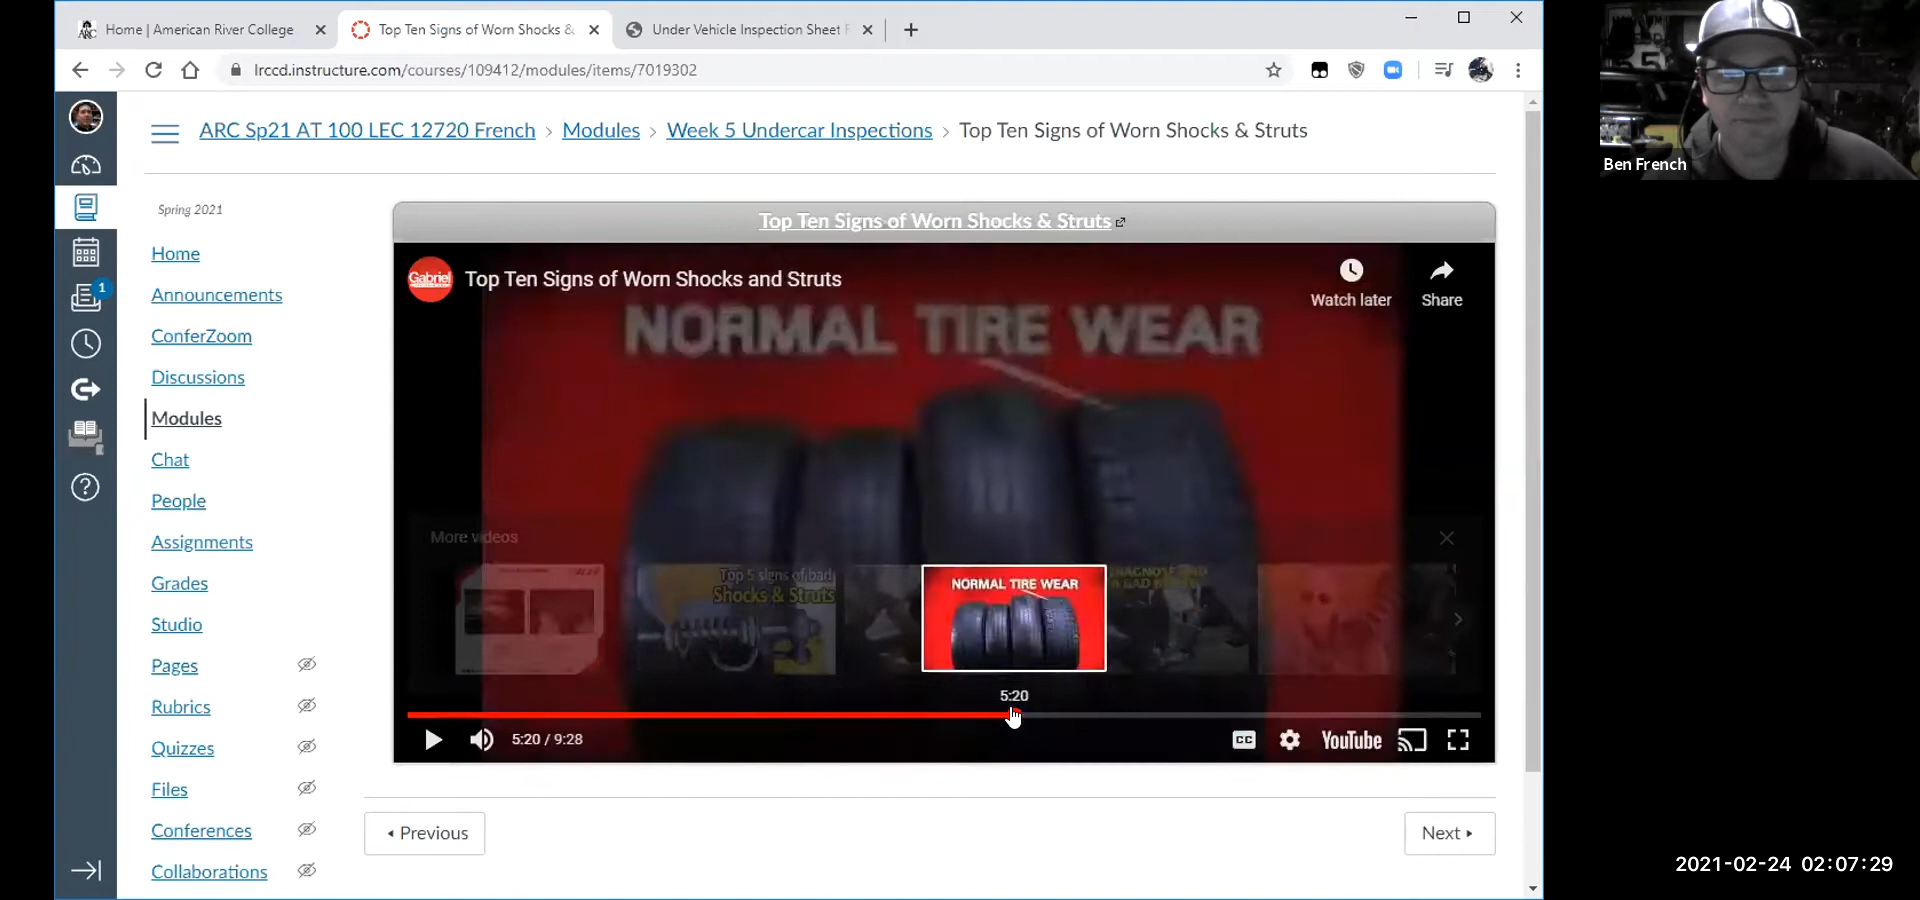 Home | American River College
Top Ten Signs of Worn Shocks &
Under Vehicle Inspection Sheet
lrccd.instructure.com/courses/109412/modules/items/7019302
ARC Sp21 AT 100 LEC 12720 French > Modules > Week 5 Undercar Inspections > Top Ten Signs of Worn Shocks & Struts
Spring 2021
Home
Announcements
ConferZoom
Discussions
Modules
Chat
People
Assignments
Grades
Studio
Pages
Rubrics
Quizzes
Files
Conferences
Collaborations
1
Top Ten Signs of Worn Shocks & Struts
Gabriel
Top Ten Signs of Worn Shocks and Struts
Watch later
Share
NORMAL TIRE WEAR
More videos
Top 5 signs of bad
Shocks & Struts
NORMAL TIRE WEAR
DIAGNOSE AND
A BAD
5:20
5:20 / 9:28
CC
YouTube
Previous
Next
Ben French
2021-02-24 02:07:29